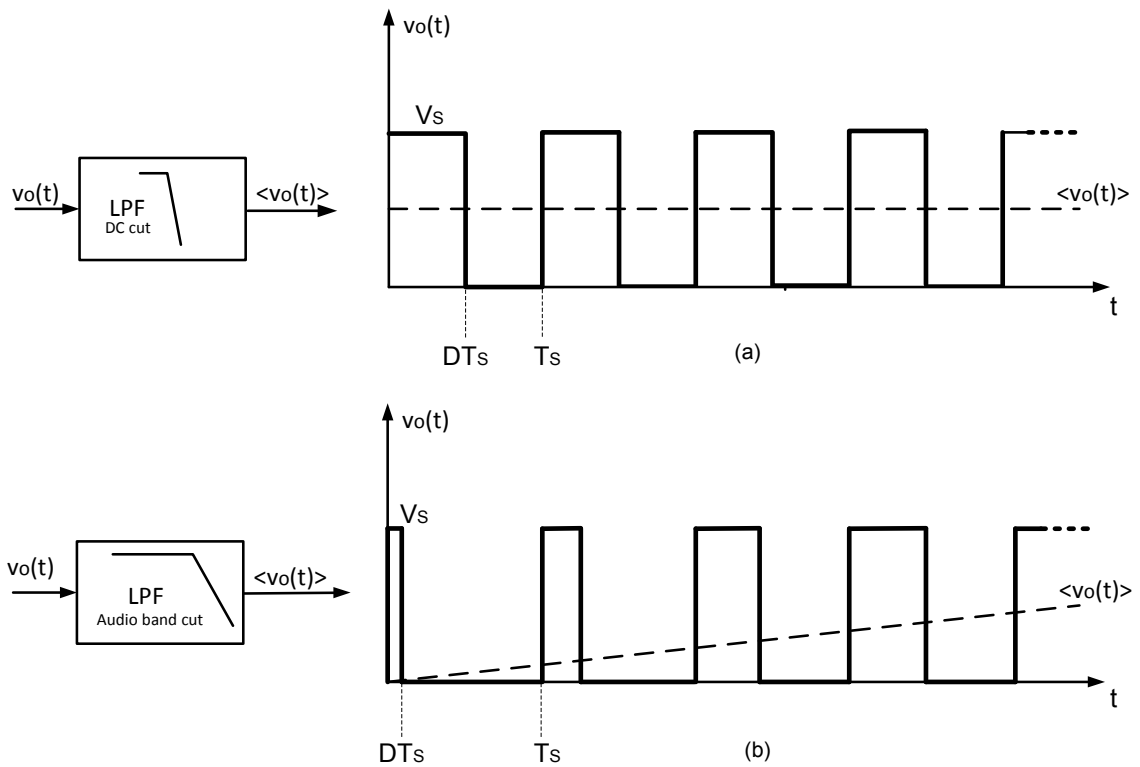 vo(t)
Vs
vo(t)
<vo(t)>
LPF
DC cut
<vo(t)>
t
DTs
Ts
(a)
vo(t)
Vs
vo(t)
<vo(t)>
LPF
Audio band cut
<vo(t)>
t
DTs
Ts
(b)